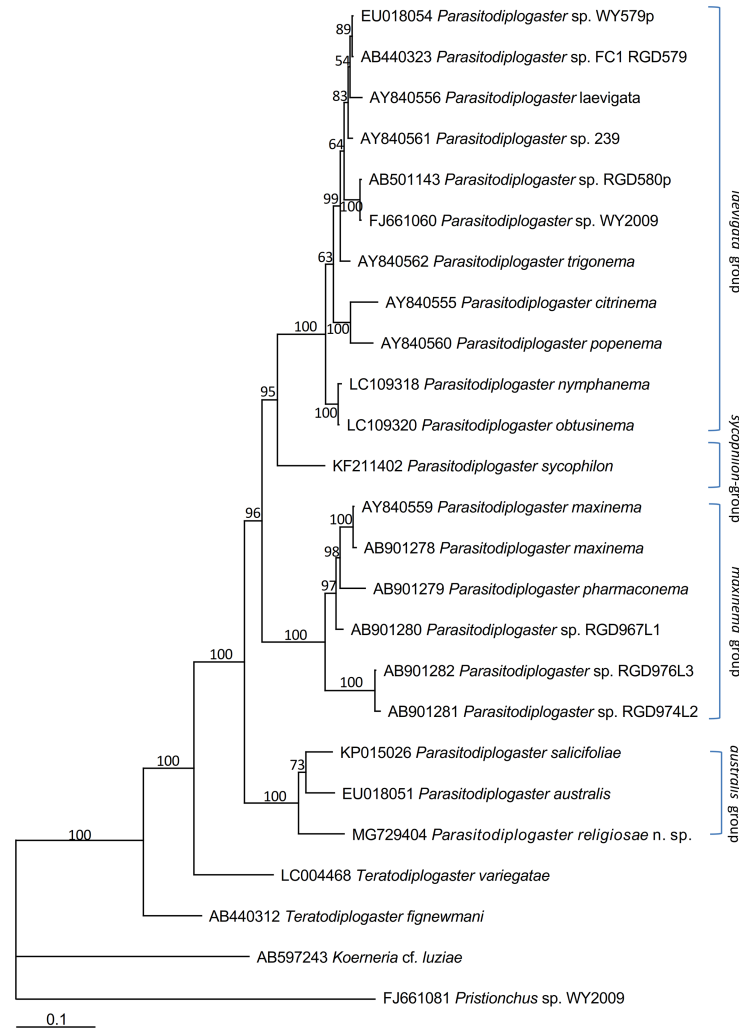 EU018054 Parasitodiplogaster sp. WY579p
89
AB440323 Parasitodiplogaster sp. FC1 RGD579
54
AY840556 Parasitodiplogaster laevigata
83
AY840561 Parasitodiplogaster sp. 239
64
AB501143 Parasitodiplogaster sp. RGD580p
100
FJ661060 Parasitodiplogaster sp. WY2009
99
AY840562 Parasitodiplogaster trigonema
63
AY840555 Parasitodiplogaster citrinema
100
AY840560 Parasitodiplogaster popenema
100
LC109318 Parasitodiplogaster nymphanema
100
LC109320 Parasitodiplogaster obtusinema
laevigata group
95
KF211402 Parasitodiplogaster sycophilon
sycophilon-group
96
AY840559 Parasitodiplogaster maxinema
100
AB901278 Parasitodiplogaster maxinema
98
AB901279 Parasitodiplogaster pharmaconema
97
AB901280 Parasitodiplogaster sp. RGD967L1
100
AB901282 Parasitodiplogaster sp. RGD976L3
100
AB901281 Parasitodiplogaster sp. RGD974L2
maxinema group
100
KP015026 Parasitodiplogaster salicifoliae
73
EU018051 Parasitodiplogaster australis
100
MG729404 Parasitodiplogaster religiosae n. sp.
australis group
100
LC004468 Teratodiplogaster variegatae
100
AB440312 Teratodiplogaster fignewmani
AB597243 Koerneria cf. luziae
FJ661081 Pristionchus sp. WY2009
0.1